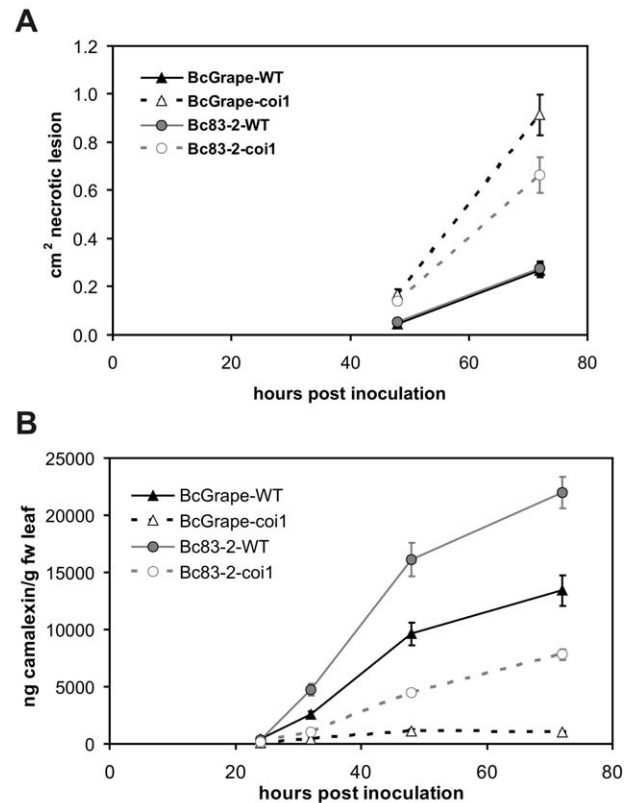 A
1.2
1.0
0.8
0.6
0.4
0.2
0.0
cm 2 necrotic lesion
BcGrape-WT
BcGrape-coi1
Bc83-2-WT
Bc83-2-coi1
0 20 40 60 80
hours post inoculation
B
25000
20000
15000
10000
5000
0
ng camalexin/g fw leaf
BcGrape-WT
BcGrape-coi1
Bc83-2-WT
Bc83-2-coi1
0 20 40 60 80
hours post inoculation